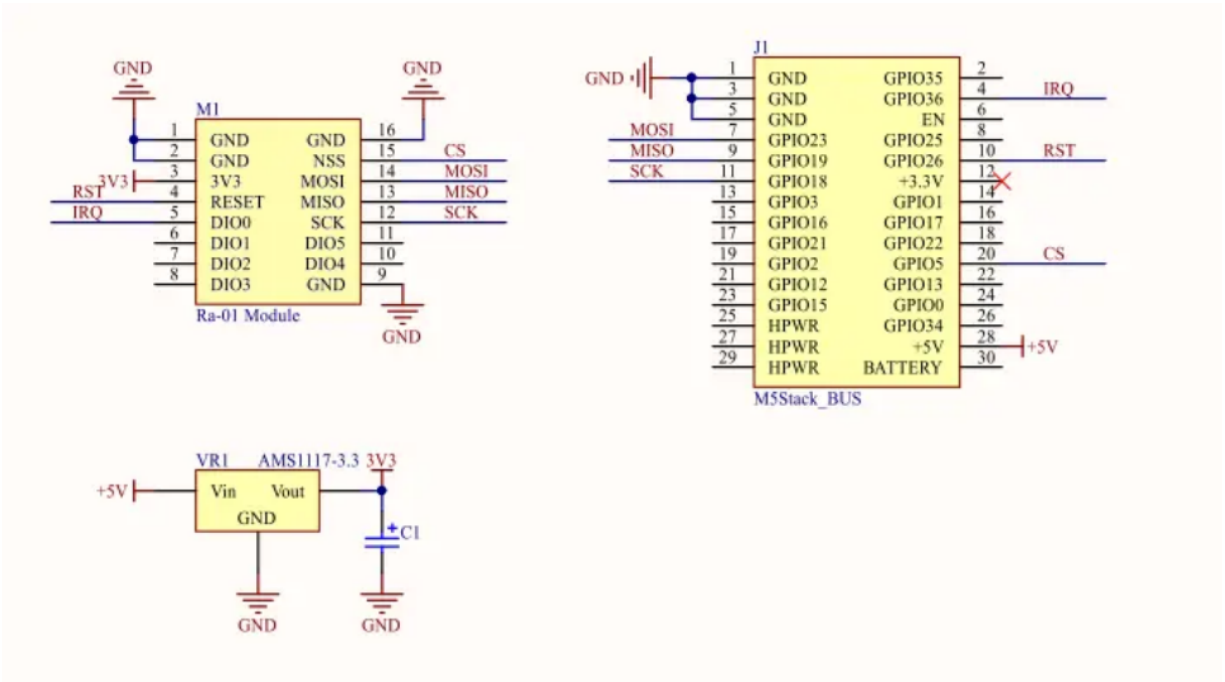 GND
GND
M1
1 GND GND 16
2 GND NSS 15 CS
3V3 3 3V3 MOSI 14 MOSI
RST 4 RESET MISO 13 MISO
IRQ 5 DIO0 SCK 12 SCK
6 DIO1 DIO5 11
7 DIO2 DIO4 10
8 DIO3 GND 9
Ra-01 Module
GND
J1
GND 1 GND GPIO35 2
3 GND GPIO36 4 IRQ
5 GND EN 6
MOSI 7 GPIO23 GPIO25 8
MISO 9 GPIO19 GPIO26 10 RST
SCK 11 GPIO18 +3.3V 12
13 GPIO3 GPIO1 14
15 GPIO16 GPIO17 16
17 GPIO21 GPIO22 18
19 GPIO2 GPIO5 20 CS
21 GPIO12 GPIO13 22
23 GPIO15 GPIO0 24
25 HPWR GPIO34 26
27 HPWR +5V 28 +5V
29 HPWR BATTERY 30
M5Stack_BUS
VR1 AMS1117-3.3 3V3
+5V Vin Vout
GND
+ C1
GND
GND